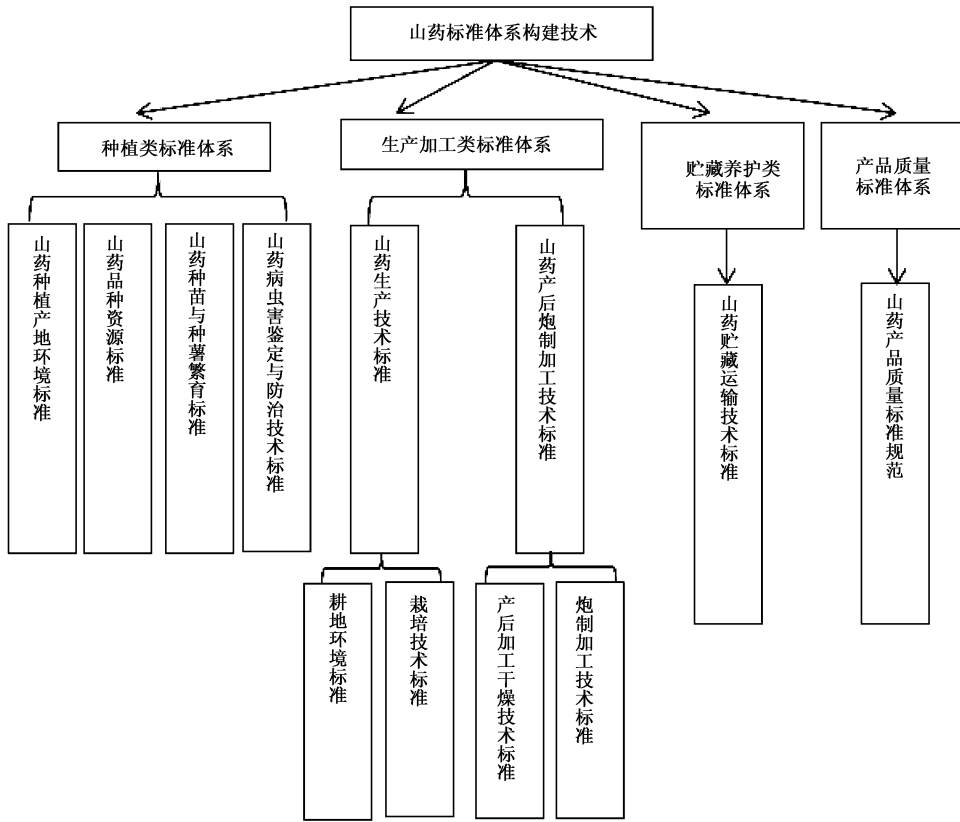 山药标准体系构建技术
种植类标准体系
生产加工类标准体系
贮藏养护类
标准体系
产品质量
标准体系
山药种植产地环境标准
山药品种资源标准
山药种苗与种薯繁育标准
山药病虫害鉴定与防治技术标准
山药生产技术标准
山药产后炮制加工技术标准
山药贮藏运输技术标准
山药产品质量标准规范
耕地环境标准
栽培技术标准
产后加工干燥技术标准
炮制加工技术标准